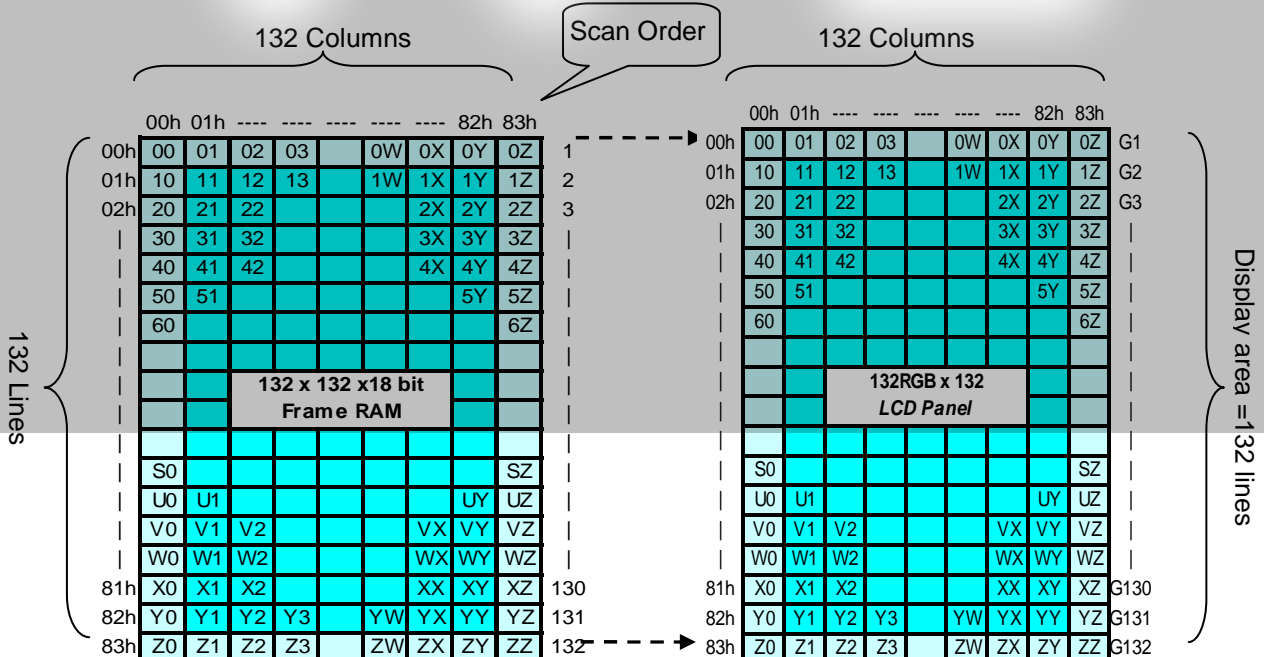 Scan Order
132 Columns 132 Columns
00h 01h ---- ---- ---- ---- ---- 82h 83h 00h 01h ---- ---- ---- ---- ---- 82h 83h
00h 00 01 02 03 0W 0X 0Y 0Z 1 00h 00 01 02 03 0W 0X 0Y 0Z G1
01h 10 11 12 13 1W 1X 1Y 1Z 2 01h 10 11 12 13 1W 1X 1Y 1Z G2
02h 20 21 22 2X 2Y 2Z 3 02h 20 21 22 2X 2Y 2Z G3
30 31 32 3X 3Y 3Z 30 31 32 3X 3Y 3Z
40 41 42 4X 4Y 4Z 40 41 42 4X 4Y 4Z
50 51 5Y 5Z 50 51 5Y 5Z
60 6Z 60 6Z
132 Lines
132 x 132 x18 bit
Frame RAM
132RGB x 132
LCD Panel
Display area =132 lines
S0 SZ S0 SZ
U0 U1 UY UZ U0 U1 UY UZ
V0 V1 V2 VX VY VZ V0 V1 V2 VX VY VZ
W0 W1 W2 WX WY WZ W0 W1 W2 WX WY WZ
81h X0 X1 X2 XX XY XZ 130 81h X0 X1 X2 XX XY XZ G130
82h Y0 Y1 Y2 Y3 YW YX YY YZ 131 82h Y0 Y1 Y2 Y3 YW YX YY YZ G131
83h Z0 Z1 Z2 Z3 ZW ZX ZY ZZ 132 83h Z0 Z1 Z2 Z3 ZW ZX ZY ZZ G132